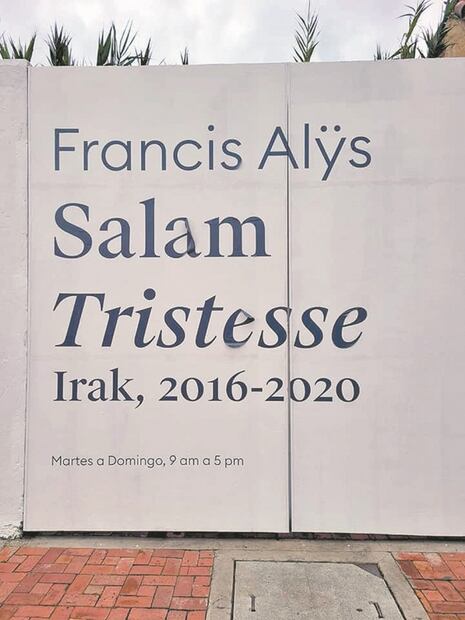 Francis Alÿs
Salam
Tristesse
Irak, 2016-2020
Martes a Domingo, 9 am a 5 pm